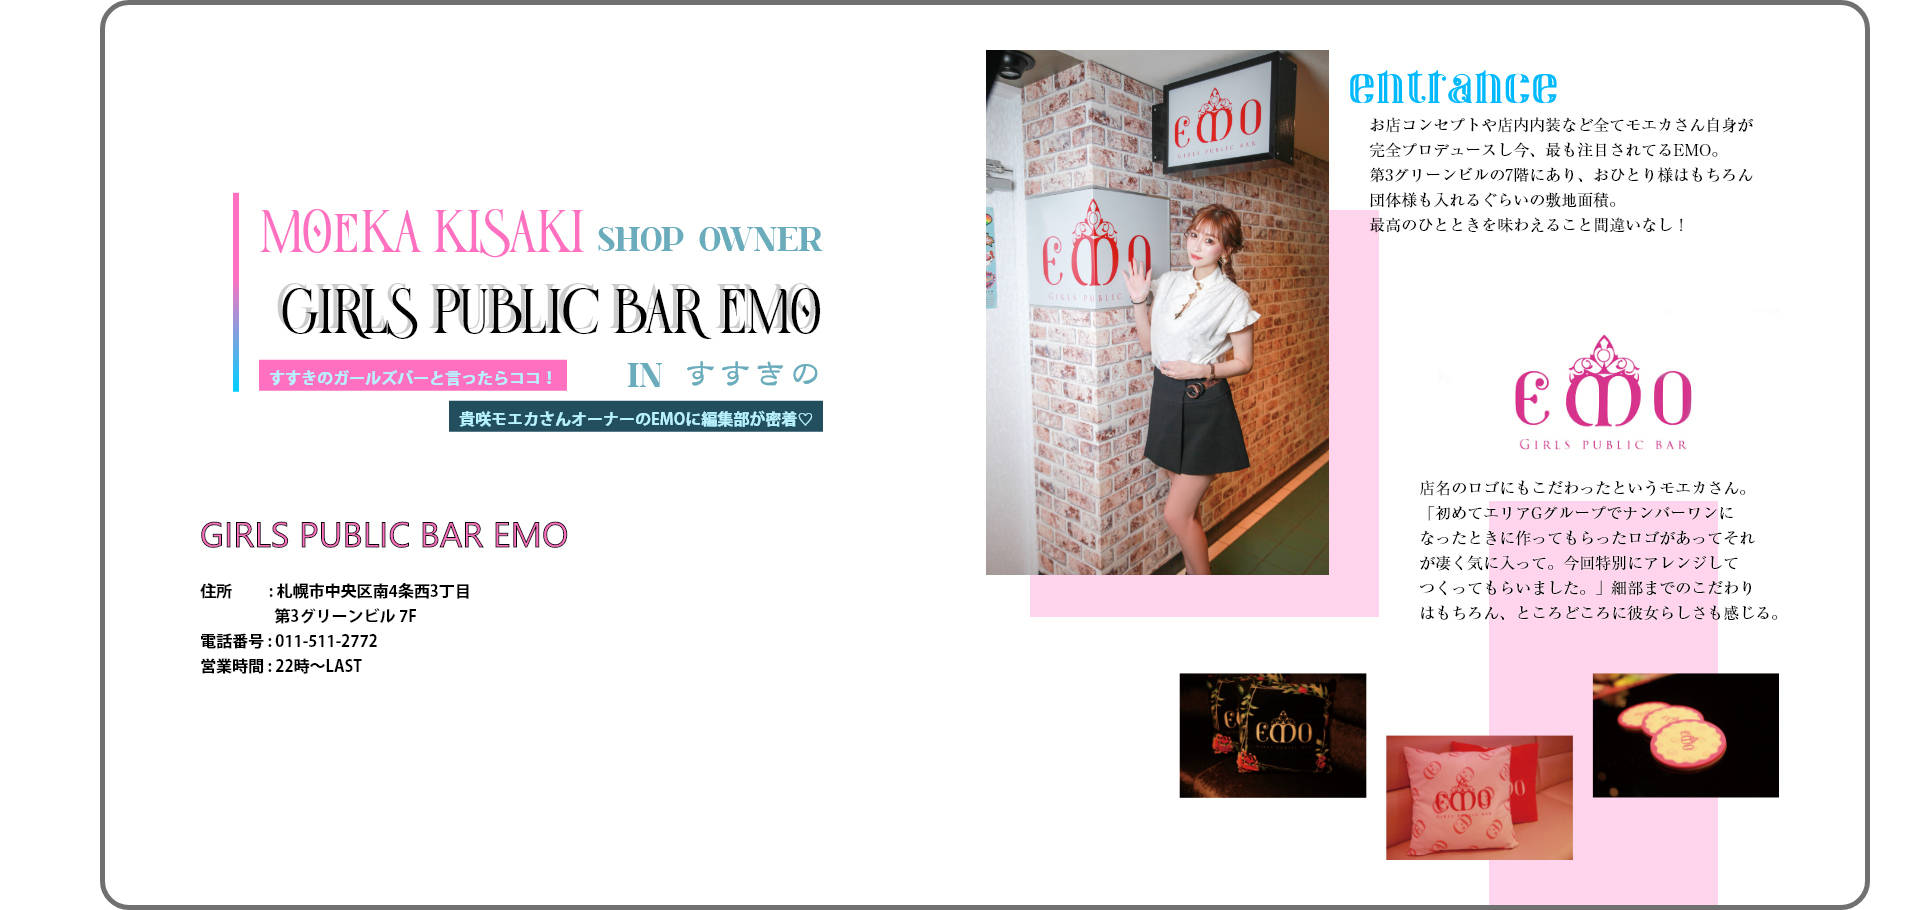 MOEKA KISAKI SHOP OWNER
GIRLS PUBLIC BAR EMO
すすきのガールズバーと言ったらココ！
IN すすきの
貴咲モエカさんオーナーのEMOに編集部が密着♡
GIRLS PUBLIC BAR EMO
住所 : 札幌市中央区南4条西3丁目
第3グリーンビル 7F
電話番号 : 011-511-2772
営業時間 : 22時〜LAST
EMO
GIRLS PUBLIC BAR
EMO
GIRLS PUBLIC
entrance
お店コンセプトや店内内装など全てモエカさん自身が
完全プロデュースし今、最も注目されてるEMO。
第3グリーンビルの7階にあり、おひとり様はもちろん
団体様も入れるぐらいの敷地面積。
最高のひとときを味わえること間違いなし！
EMO
GIRLS PUBLIC BAR
店名のロゴにもこだわったというモエカさん。
「初めてエリアGグループでナンバーワンに
なったときに作ってもらったロゴがあってそれ
が凄く気に入って。今回特別にアレンジして
つくってもらいました。」細部までのこだわり
はもちろん、ところどころに彼女らしさも感じる。
EMO
EMO
GIRLS PUBLIC BAR
EMO